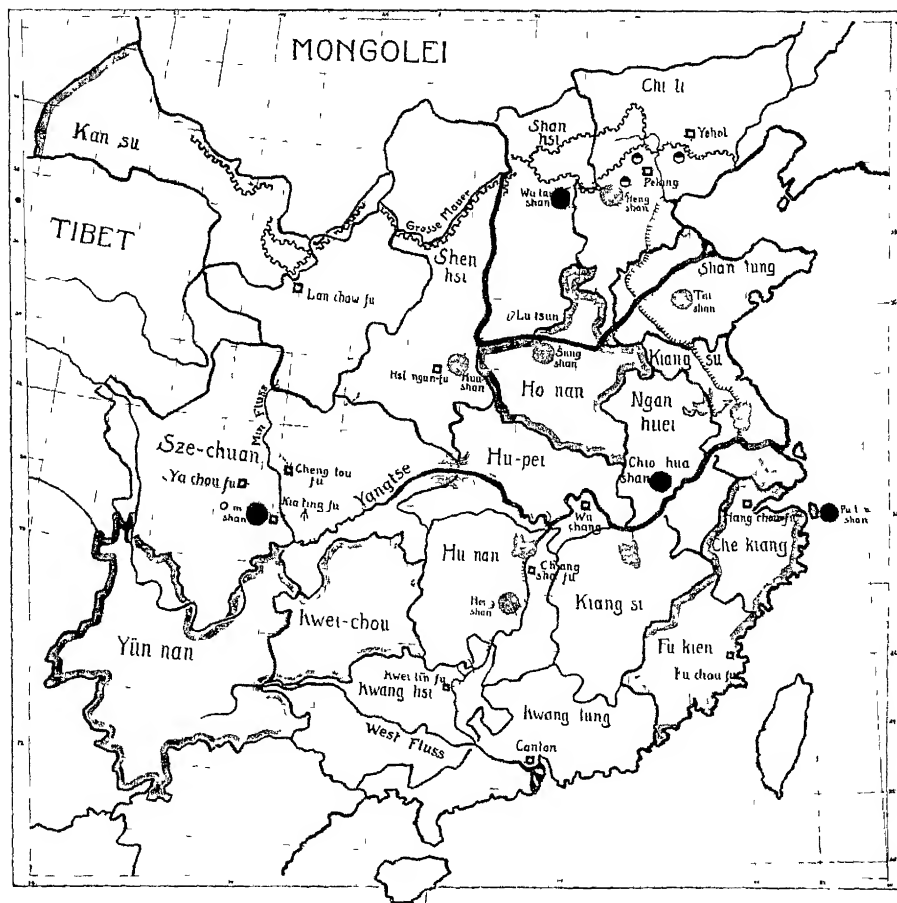 MONGOLEI
Chi li
Kan su
Shan
hsi
Yehol
Peking
Wu tai
shan
Heng
shan
TIBET
Grosse Mauer
Shen
hsi
Shan tung
Tai
shan
Lan chow fu
Lu tsun
Sung
shan
Kiang su
Hsi ngan-fu
Hua
shan
Ho nan
Ngan
huei
Min Fluss
Sze-chuan
Cheng tou
fu
Ya chou fu
Yangtse
Hu-pei
Chio hua
shan
Kia ting fu
shan
Wu
chang
Hang chou fu
shan
Che kiang
Hu nan
Chang
sha fu
Kiang si
shan
Kwei-chou
Yün nan
Fu kien
Fu chou fu
Kwei lin fu
Kwang hsi
Kwang tung
West Fluss
Canton